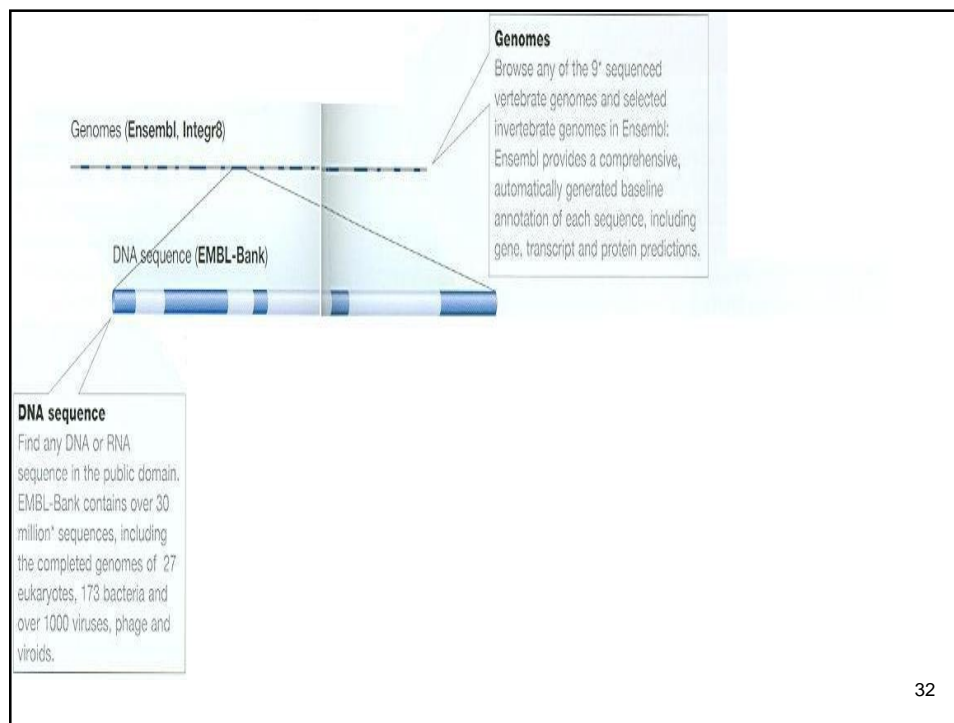 Genomes
Browse any of the 9* sequenced
vertebrate genomes and selected
invertebrate genomes in Ensembl:
Ensembl provides a comprehensive,
automatically generated baseline
annotation of each sequence, including
gene, transcript and protein predictions.
Genomes (Ensembl, Integr8)
DNA sequence (EMBL-Bank)
DNA sequence
Find any DNA or RNA
sequence in the public domain.
EMBL-Bank contains over 30
million* sequences, including
the completed genomes of 27
eukaryotes, 173 bacteria and
over 1000 viruses, phage and
viroids.
32